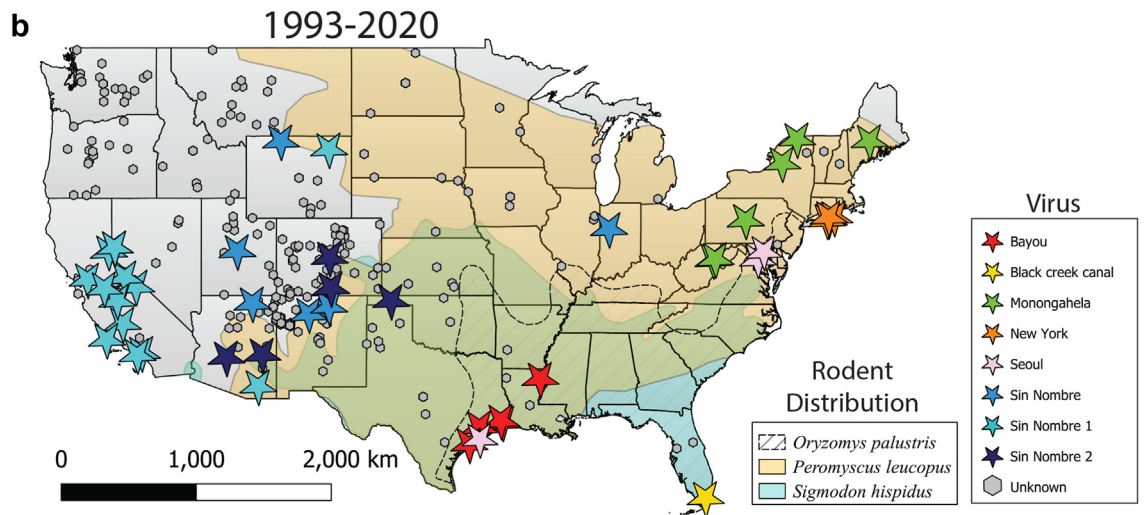 b
1993-2020
Virus
Bayou
Black creek canal
Monongahela
New York
Seoul
Sin Nombre
Sin Nombre 1
Sin Nombre 2
Unknown
Rodent
Distribution
Oryzomys palustris
Peromyscus leucopus
Sigmodon hispidus
0 1,000 2,000 km